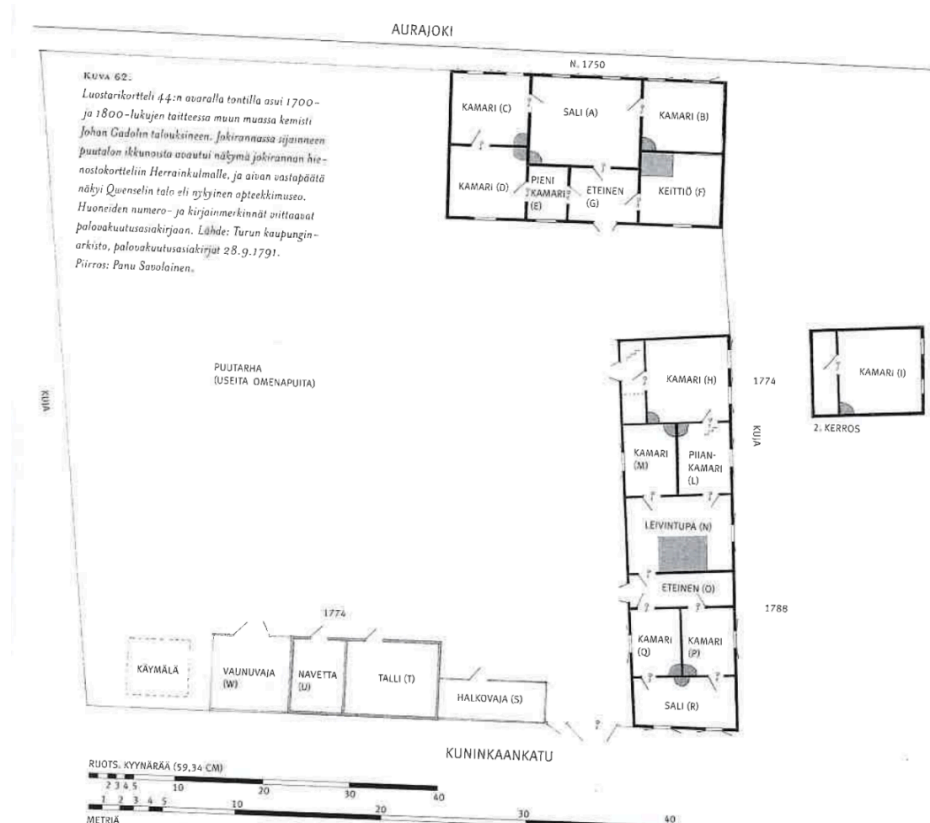 AURAJOKI
N. 1750
KUVA 62.
Luostarikortteli 44:n avaralla tontilla asui 1700-
ja 1800-lukujen taitteessa muun muassa kemisti
Johan Gadolin talouksineen. Jokirannassa sijainneen
puutalon ikkunoista avautui näkymä jokirannan hie-
nostokortteliin Herrainkulmalle, ja aivan vastapäätä
näkyi Qwenselin talo eli nykyinen apteekkimuseo.
Huoneiden numero- ja kirjainmerkinnät viittaavat
palovakuutusasiakirjaan. Lähde: Turun kaupungin-
arkisto, palovakuutusasiakirjat 28.9.1791.
Piirros: Panu Savolainen.
KAMARI (C)
SALI (A)
KAMARI (B)
KAMARI (D)
PIENI
KAMARI
(E)
ETEINEN
(G)
KEITTIÖ (F)
PUUTARHA
(USEITA OMENAPUITA)
KUJA
KAMARI (H)
1774
KUJA
KAMARI (I)
2. KERROS
KAMARI
(M)
PIIAN-
KAMARI
(L)
LEIVINTUPA (N)
ETEINEN (O)
1788
KAMARI
(Q)
KAMARI
(P)
SALI (R)
1774
KÄYMÄLÄ
VAUNUVAJA
(W)
NAVETTA
(U)
TALLI (T)
HALKOVAJA (S)
KUNINKAANKATU
RUOTS. KYYNÄRÄÄ (59,34 CM)
2 3 4 5 10 20 30 40
1 2 3 4 5 10 20 30 40
METRIÄ